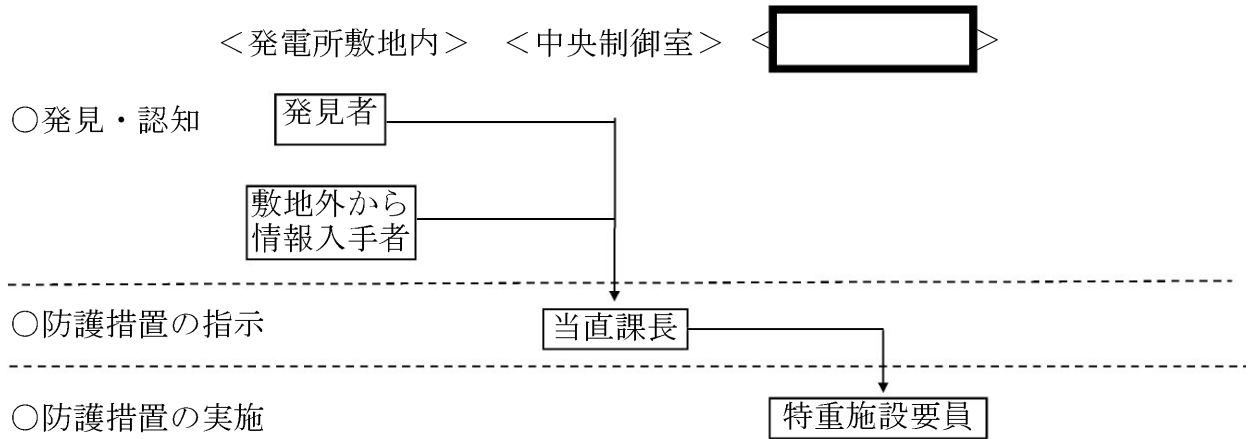 ＜発電所敷地内＞ ＜中央制御室＞ ＜ ＞
○発見・認知
発見者
敷地外から
情報入手者
○防護措置の指示
当直課長
○防護措置の実施
特重施設要員